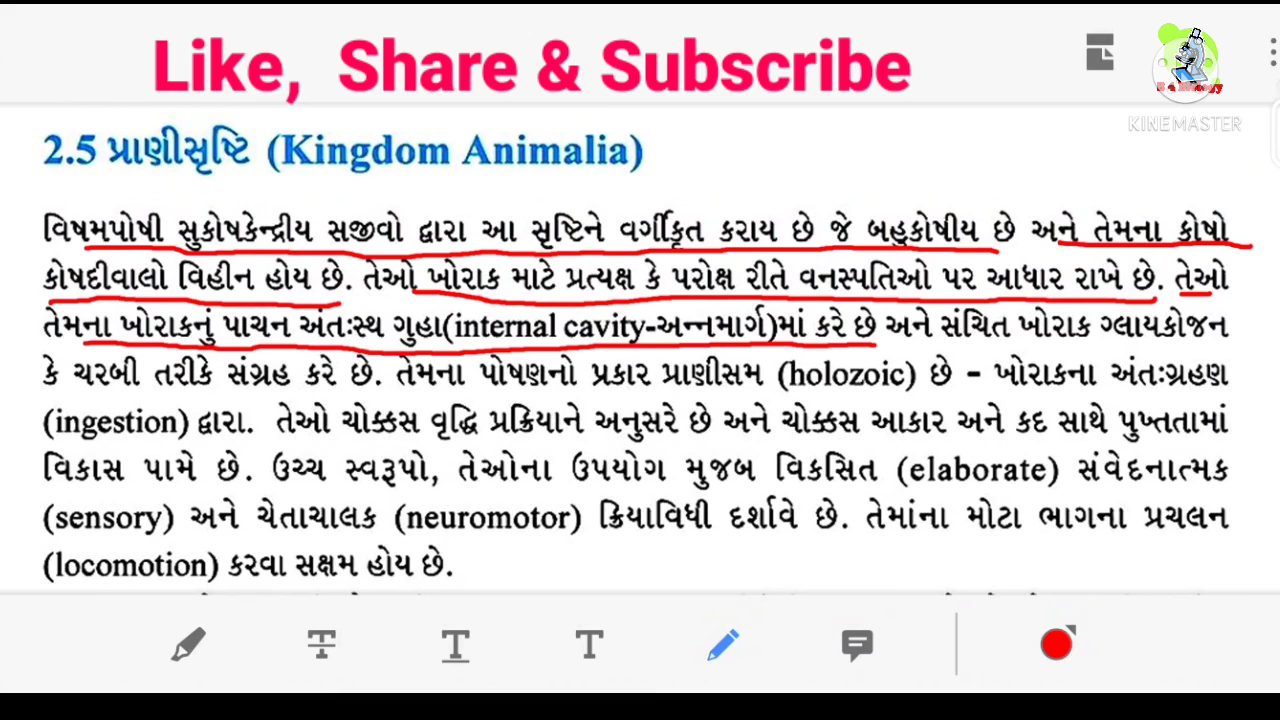 Like, Share & Subscribe
KINEMASTER
2.5 પ્રાણીસૃષ્ટિ (Kingdom Animalia)
વિષમપોષી સુકોષકેન્દ્રીય સજીવો દ્વારા આ સૃષ્ટિને વર્ગીકૃત કરાય છે જે બહુકોષીય છે અને તેમના કોષો
કોષદીવાલો વિહીન હોય છે. તેઓ ખોરાક માટે પ્રત્યક્ષ કે પરોક્ષ રીતે વનસ્પતિઓ પર આધાર રાખે છે. તેઓ
તેમના ખોરાકનું પાચન અંતઃસ્થ ગુહા(internal cavity-અન્નમાર્ગ)માં કરે છે અને સંચિત ખોરાક ગ્લાયકોજન
કે ચરબી તરીકે સંગ્રહ કરે છે. તેમના પોષણનો પ્રકાર પ્રાણીસમ (holozoic) છે – ખોરાકના અંતઃગ્રહણ
(ingestion) દ્વારા. તેઓ ચોક્કસ વૃદ્ધિ પ્રક્રિયાને અનુસરે છે અને ચોક્કસ આકાર અને કદ સાથે પુખ્તતામાં
વિકાસ પામે છે. ઉચ્ચ સ્વરૂપો, તેઓના ઉપયોગ મુજબ વિકસિત (elaborate) સંવેદનાત્મક
(sensory) અને ચેતાચાલક (neuromotor) ક્રિયાવિધી દર્શાવે છે. તેમાંના મોટા ભાગના પ્રચલન
(locomotion) કરવા સક્ષમ હોય છે.